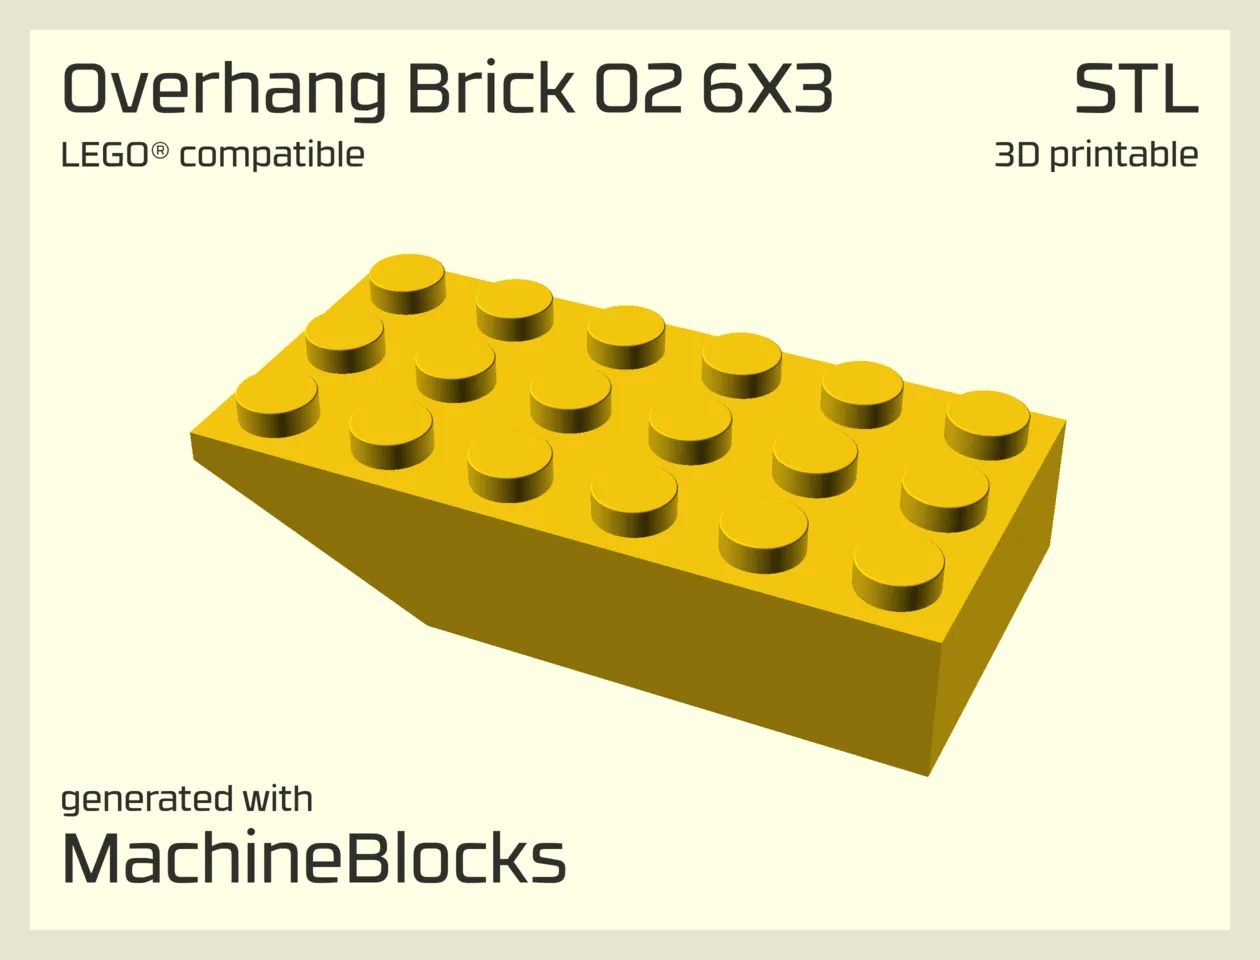 Overhang Brick 02 6X3
STL
LEGO® compatible
3D printable
generated with
MachineBlocks